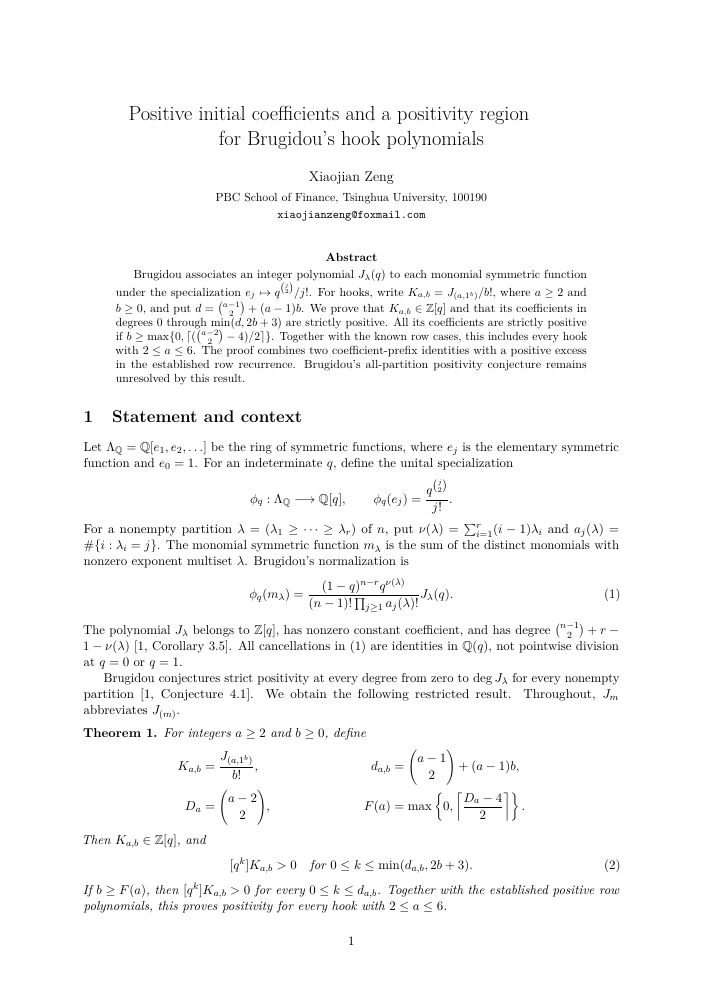 Positive initial coefficients and a positivity region
for Brugidou's hook polynomials
Xiaojian Zeng
PBC School of Finance, Tsinghua University, 100190
xiaojianzeng@foxmail.com
Abstract
Brugidou associates an integer polynomial J_λ(q) to each monomial symmetric function
under the specialization e_j ↦ q^{\binom{j}{2}}/j!. For hooks, write K_{a,b} = J_{(a,1^b)}/b!, where a ≥ 2 and
b ≥ 0, and put d = \binom{a−1}{2} + (a − 1)b. We prove that K_{a,b} ∈ ℤ[q] and that its coefficients in
degrees 0 through min(d, 2b + 3) are strictly positive. All its coefficients are strictly positive
if b ≥ max{0, ⌈(\binom{a−2}{2} − 4)/2⌉}. Together with the known row cases, this includes every hook
with 2 ≤ a ≤ 6. The proof combines two coefficient-prefix identities with a positive excess
in the established row recurrence. Brugidou's all-partition positivity conjecture remains
unresolved by this result.
1 Statement and context
Let Λ_ℚ = ℚ[e_1, e_2, . . .] be the ring of symmetric functions, where e_j is the elementary symmetric
function and e_0 = 1. For an indeterminate q, define the unital specialization
ϕ_q : Λ_ℚ ⟶ ℚ[q], ϕ_q(e_j) = \frac{q^{\binom{j}{2}}}{j!}.
For a nonempty partition λ = (λ_1 ≥ · · · ≥ λ_r) of n, put ν(λ) = ∑_{i=1}^{r}(i − 1)λ_i and a_j(λ) =
#{i : λ_i = j}. The monomial symmetric function m_λ is the sum of the distinct monomials with
nonzero exponent multiset λ. Brugidou's normalization is
ϕ_q(m_λ) = \frac{(1 − q)^{n−r}q^{ν(λ)}}{(n − 1)! ∏_{j≥1} a_j(λ)!} J_λ(q). (1)
The polynomial J_λ belongs to ℤ[q], has nonzero constant coefficient, and has degree \binom{n−1}{2} + r −
1 − ν(λ) [1, Corollary 3.5]. All cancellations in (1) are identities in ℚ(q), not pointwise division
at q = 0 or q = 1.
Brugidou conjectures strict positivity at every degree from zero to deg J_λ for every nonempty
partition [1, Conjecture 4.1]. We obtain the following restricted result. Throughout, J_m
abbreviates J_{(m)}.
Theorem 1. For integers a ≥ 2 and b ≥ 0, define
K_{a,b} = \frac{J_{(a,1^b)}}{b!}, d_{a,b} = \binom{a − 1}{2} + (a − 1)b,
D_a = \binom{a − 2}{2}, F(a) = max {0, ⌈\frac{D_a − 4}{2}⌉}.
Then K_{a,b} ∈ ℤ[q], and
[q^k]K_{a,b} > 0 for 0 ≤ k ≤ min(d_{a,b}, 2b + 3). (2)
If b ≥ F(a), then [q^k]K_{a,b} > 0 for every 0 ≤ k ≤ d_{a,b}. Together with the established positive row
polynomials, this proves positivity for every hook with 2 ≤ a ≤ 6.
1